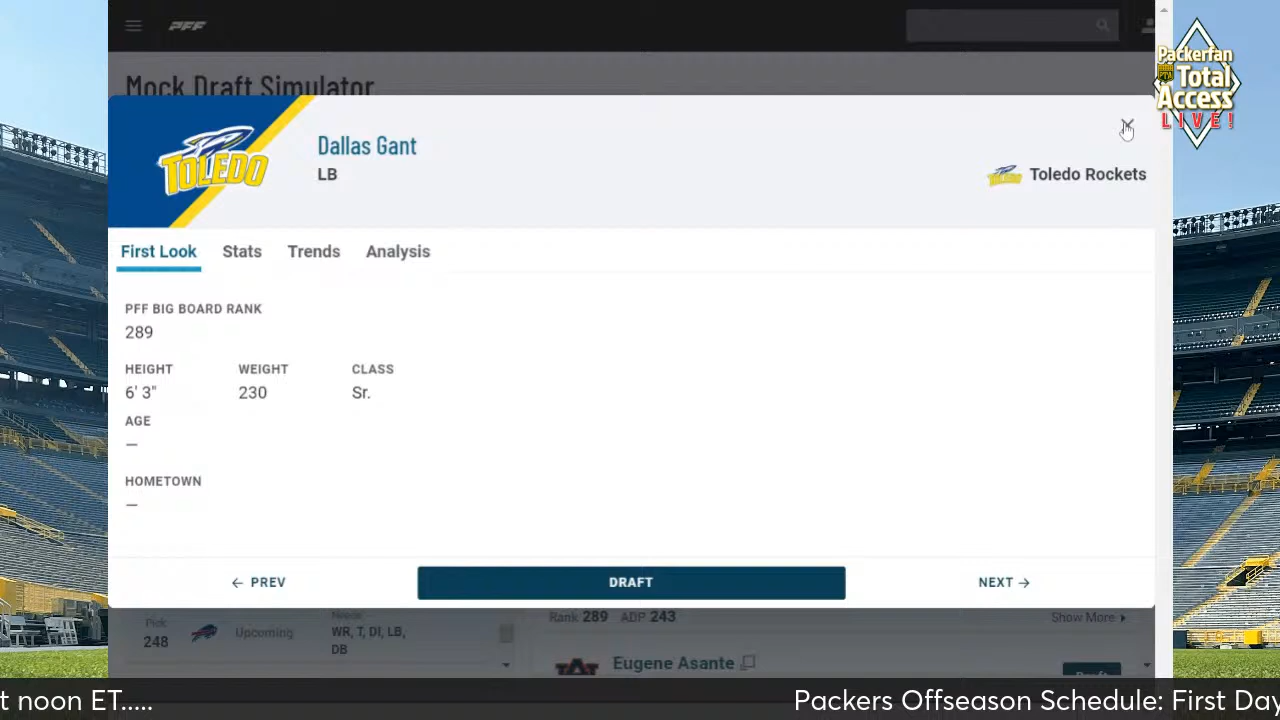 PFF
Mock Draft Simulator
Packerfan
PTA
Total
Access
LIVE!
TOLEDO
Dallas Gant
LB
Toledo Rockets
First Look Stats Trends Analysis
PFF BIG BOARD RANK
289
HEIGHT WEIGHT CLASS
6' 3" 230 Sr.
AGE
—
HOMETOWN
—
← PREV DRAFT NEXT →
Pick
248 Upcoming
Needs
WR, T, DI, LB,
DB
Rank 289 ADP 243 Show More
Eugene Asante
Draft
t noon ET..... Packers Offseason Schedule: First Day